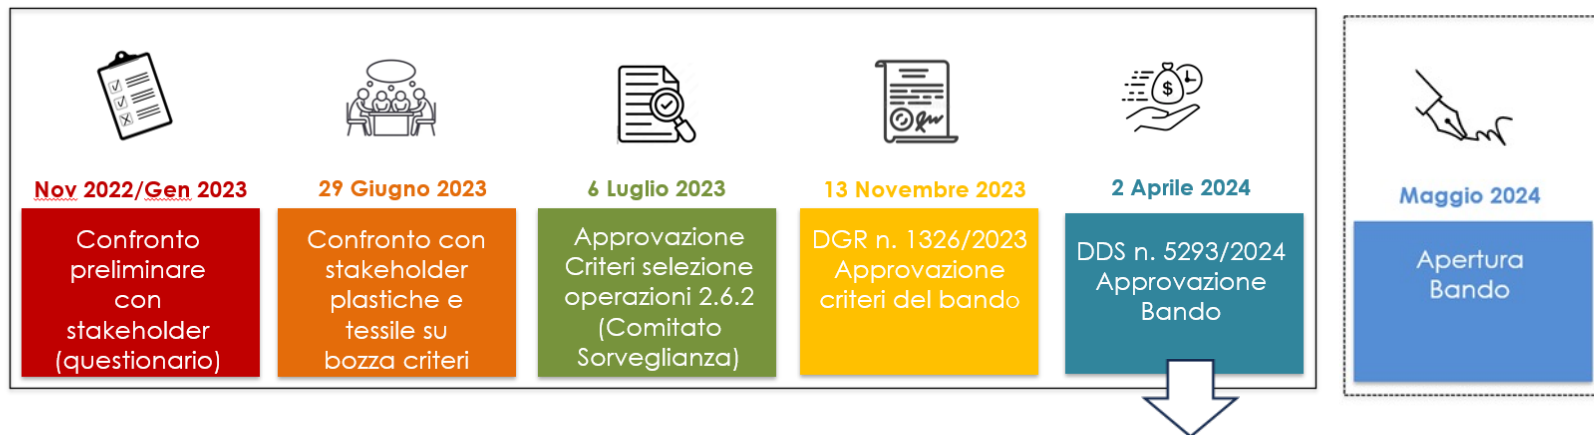 Nov 2022/Gen 2023
Confronto
preliminare
con
stakeholder
(questionario)
29 Giugno 2023
Confronto con
stakeholder
plastiche e
tessile su
bozza criteri
6 Luglio 2023
Approvazione
Criteri selezione
operazioni 2.6.2
(Comitato
Sorveglianza)
13 Novembre 2023
DGR n. 1326/2023
Approvazione
criteri del bando
$
2 Aprile 2024
DDS n. 5293/2024
Approvazione
Bando
Maggio 2024
Apertura
Bando